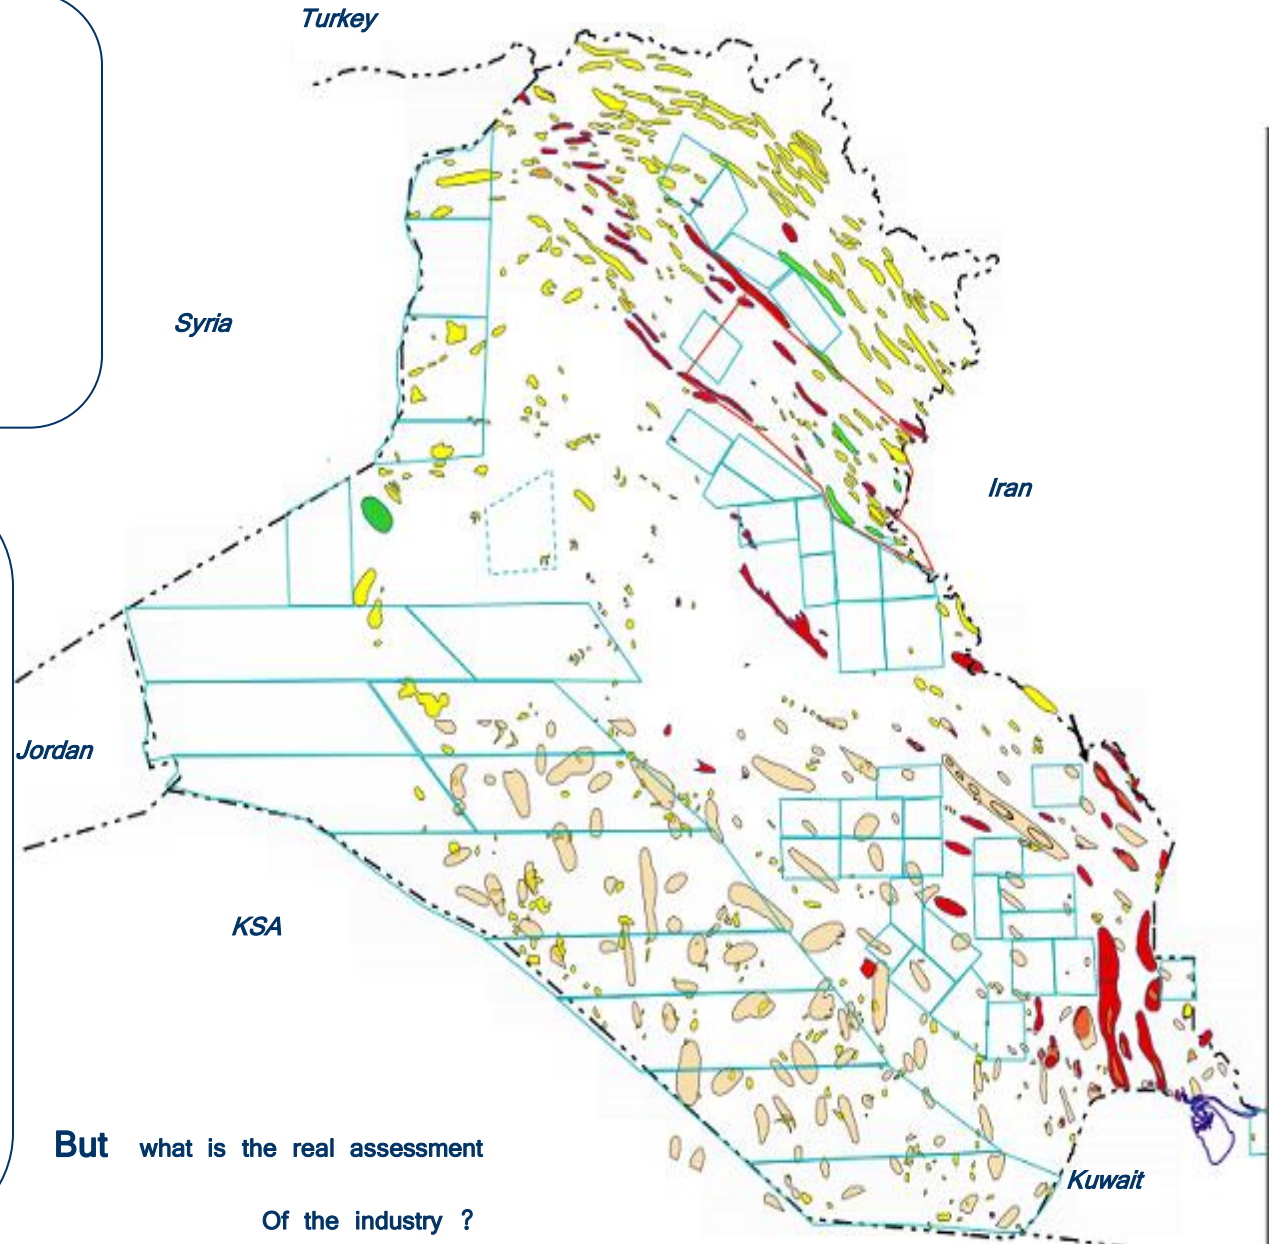 Turkey
Syria
Iran
Jordan
KSA
But what is the real assessment
Kuwait
Of the industry ?